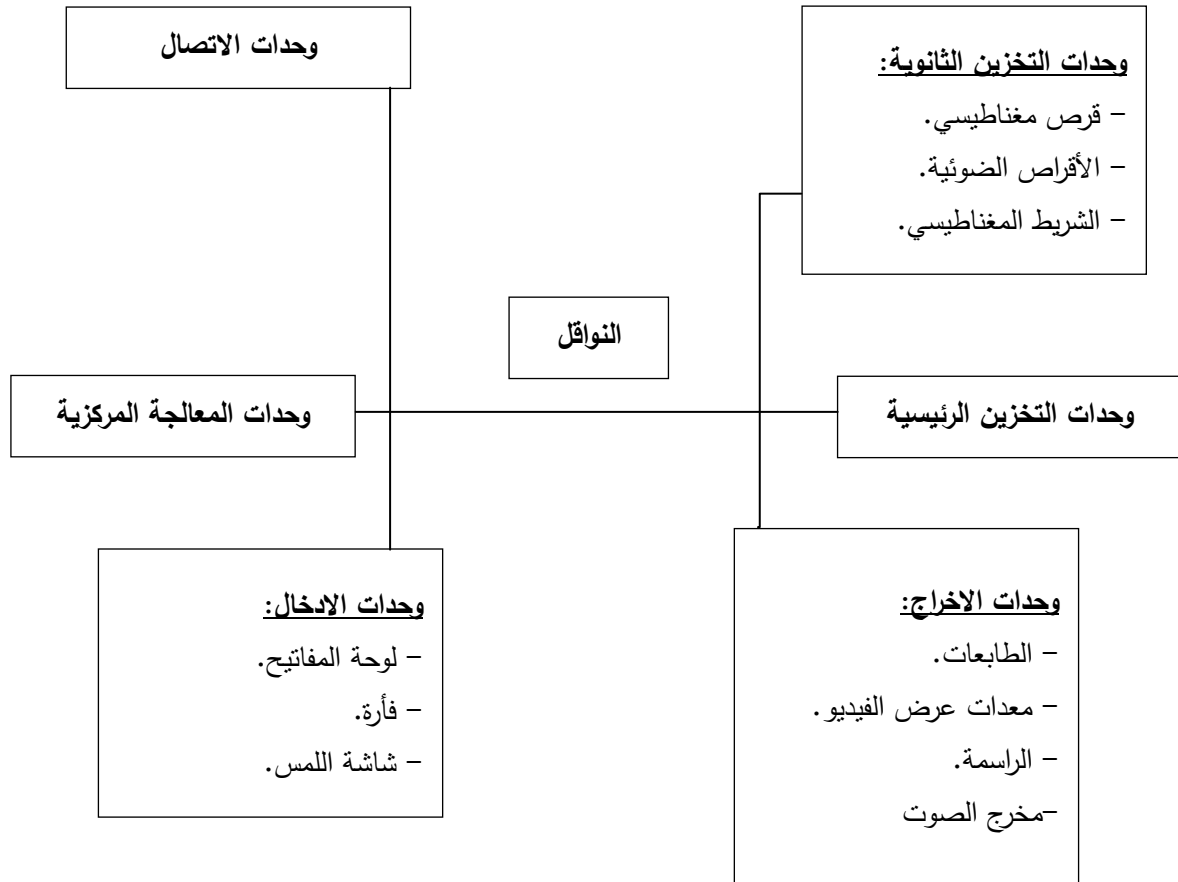 وحدات الاتصال
وحدات التخزين الثانوية:
– قرص مغناطيسي.
– الأقراص الضوئية.
– الشريط المغناطيسي.
النواقل
وحدات التخزين الرئيسية
وحدات المعالجة المركزية
وحدات الاخراج:
– الطابعات.
– معدات عرض الفيديو.
– الراسمة.
–مخرج الصوت
وحدات الادخال:
– لوحة المفاتيح.
– فأرة.
– شاشة اللمس.